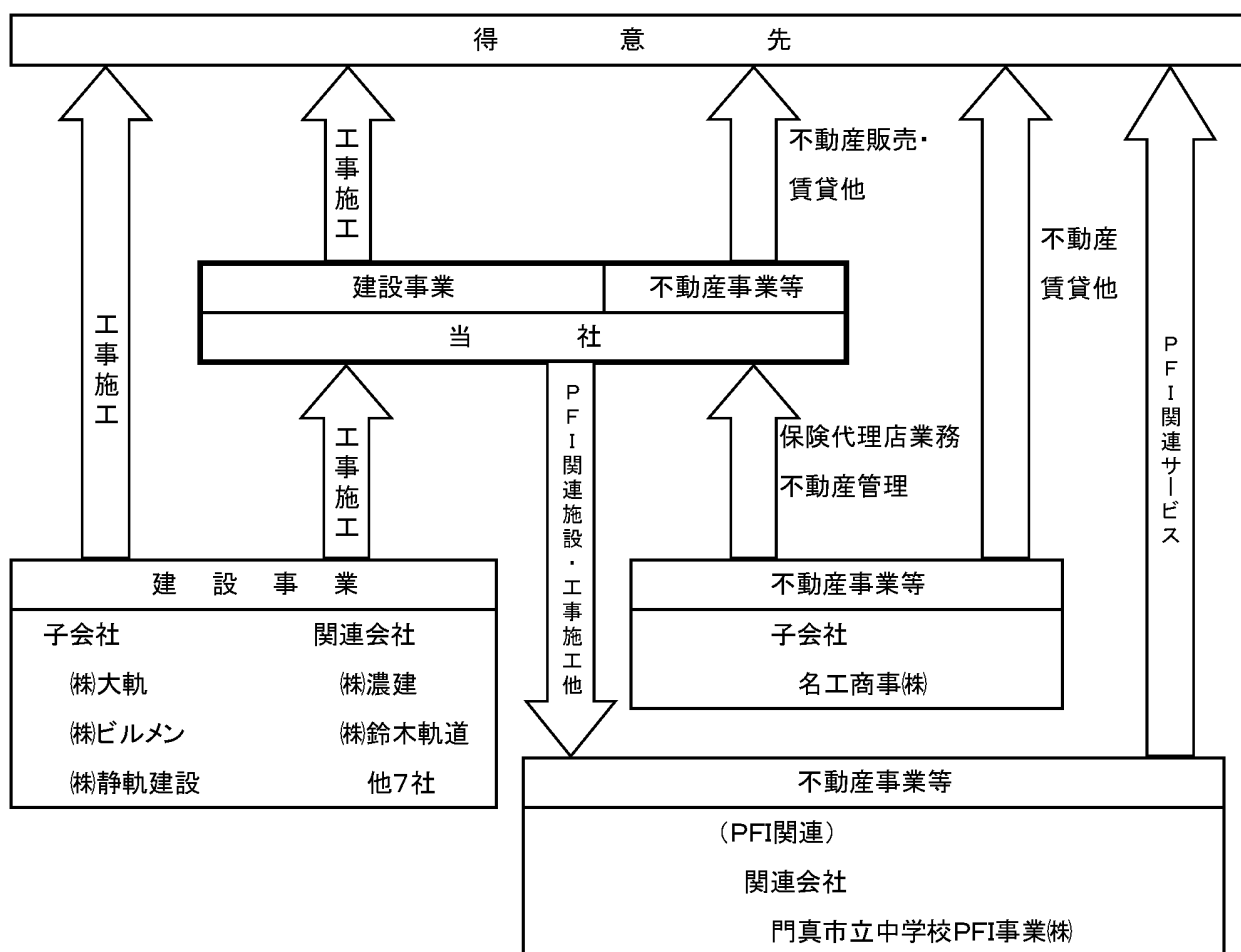 得意先
工事施工
工事施工
不動産販売・
賃貸他
不動産
賃貸他
PFI関連サービス
建設事業
不動産事業等
当社
工事施工
PFI関連施設・工事施工他
保険代理店業務
不動産管理
建設事業
子会社
関連会社
㈱大軌
㈱濃建
㈱ビルメン
㈱鈴木軌道
㈱静軌建設
他7社
不動産事業等
子会社
名工商事㈱
不動産事業等
（PFI関連）
関連会社
門真市立中学校PFI事業㈱